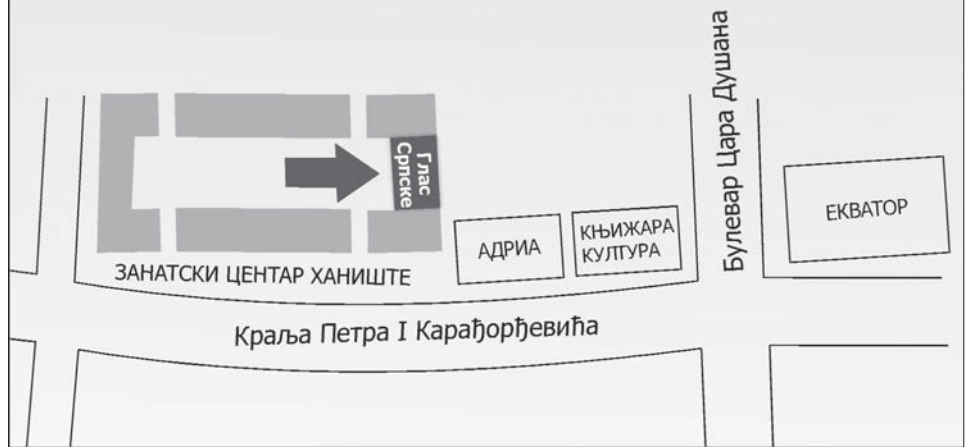 Булевар Цара Душана
Глас
Српске
ЕКВАТОР
АДРИА
КЊИЖАРА
КУЛТУРА
ЗАНАТСКИ ЦЕНТАР ХАНИШТЕ
Краља Петра I Карађорђевића